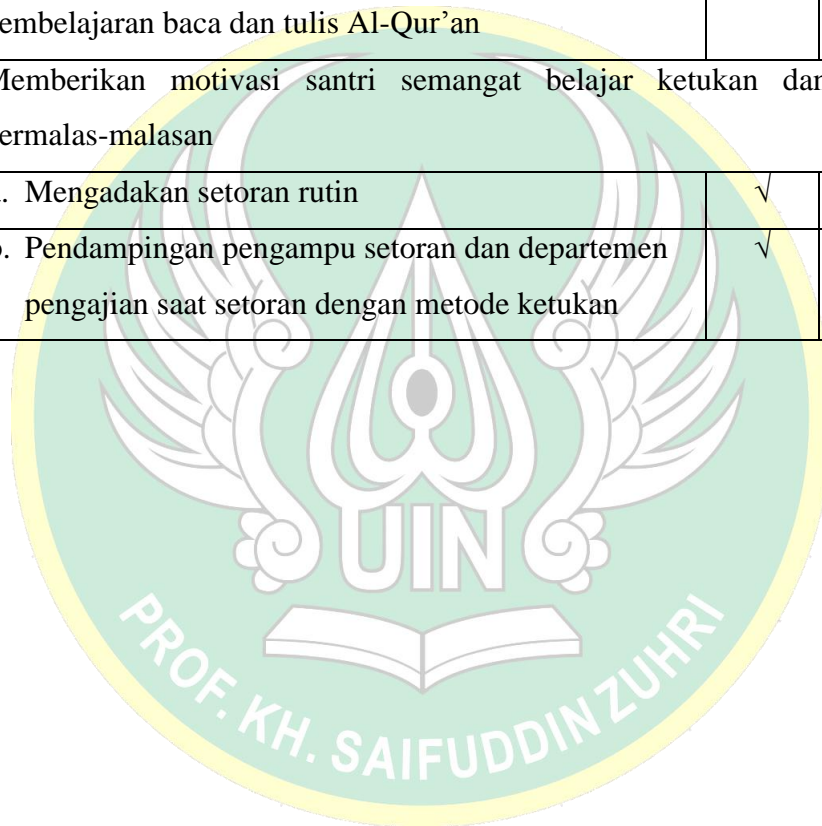 embelajaran baca dan tulis Al-Qur’an
Memberikan motivasi santri semangat belajar ketukan dan
ermalas-malasan
. Mengadakan setoran rutin √
. Pendampingan pengampu setoran dan departemen √
pengajian saat setoran dengan metode ketukan
UIN
PROF. KH. SAIFUDDIN ZUHRI